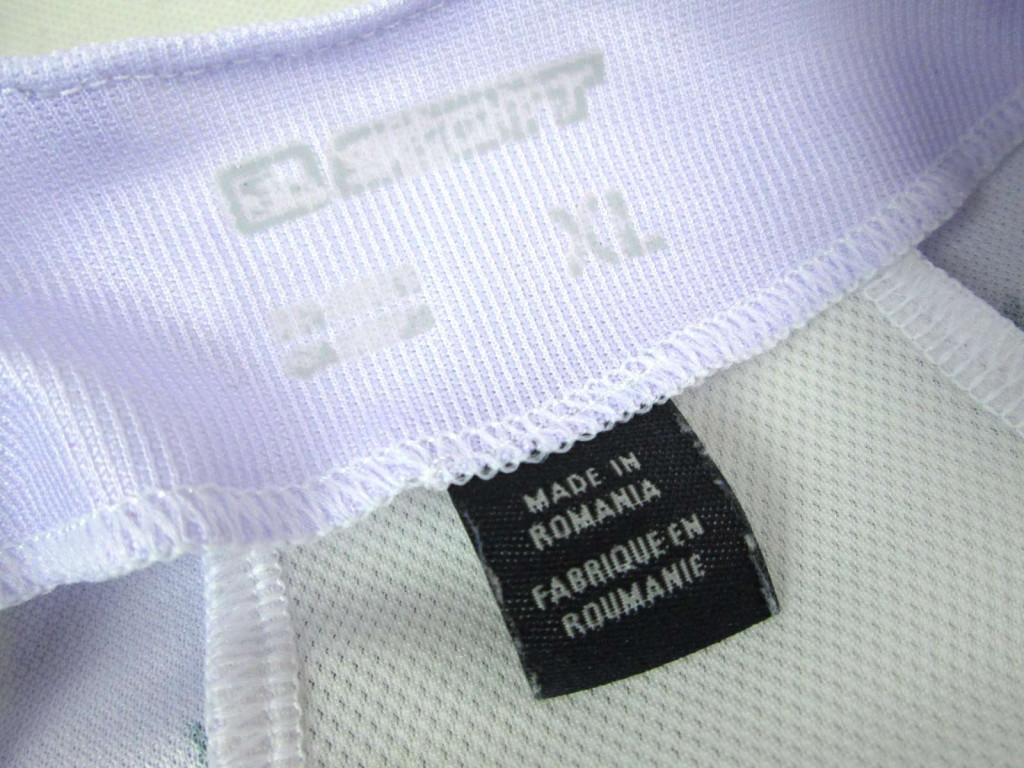 XL
MADE IN
ROMANIA
FABRIQUE EN
ROUMANIE